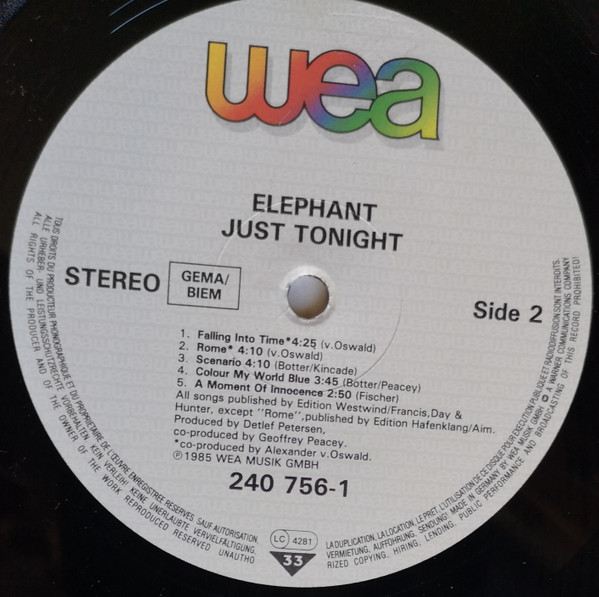 wea
ELEPHANT
JUST TONIGHT
STEREO
GEMA/
BIEM
Side 2
1. Falling Into Time*4:25 (v.Oswald)
2. Rome* 4:10 (v.Oswald)
3. Scenario 4:10 (Botter/Kincade)
4. Colour My World Blue 3:45 (Botter/Peacey)
5. A Moment Of Innocence 2:50 (Fischer)
All songs published by Edition Westwind/Francis,Day &
Hunter, except "Rome",published by Edition Hafenklang/Aim.
Produced by Detlef Petersen,
co-produced by Geoffrey Peacey.
*co-produced by Alexander v.Oswald.
℗1985 WEA MUSIK GMBH
240 756-1
LC 4281
33
TOUS DROITS DU PRODUCTEUR PHONOGRAPHIQUE ET DU PROPRIETAIRE DE L'ŒUVRE ENREGISTREE RESERVES. SAUF AUTORISATION,
ALLE URHEBER- UND LEISTUNGSSCHUTZRECHTE VORBEHALTEN. KEIN VERLEIH! KEINE UNERLAUBTE VERVIELFÄLTIGUNG,
ALL RIGHTS OF THE PRODUCER AND OF THE OWNER OF THE WORK REPRODUCED RESERVED UNAUTHO
LA DUPLICATION, LA LOCATION, LE PRET, L'UTILISATION DE CE DISQUE POUR EXECUTION PUBLIQUE ET RADIODIFFUSION SONT INTERDITS.
VERMIETUNG, AUFFÜHRUNG, SENDUNG! MADE IN GERMANY BY WEA MUSIK GMBH A WARNER COMMUNICATIONS COMPANY
RIZED COPYING, HIRING, LENDING, PUBLIC PERFORMANCE AND BROADCASTING OF THIS RECORD PROHIBITED!